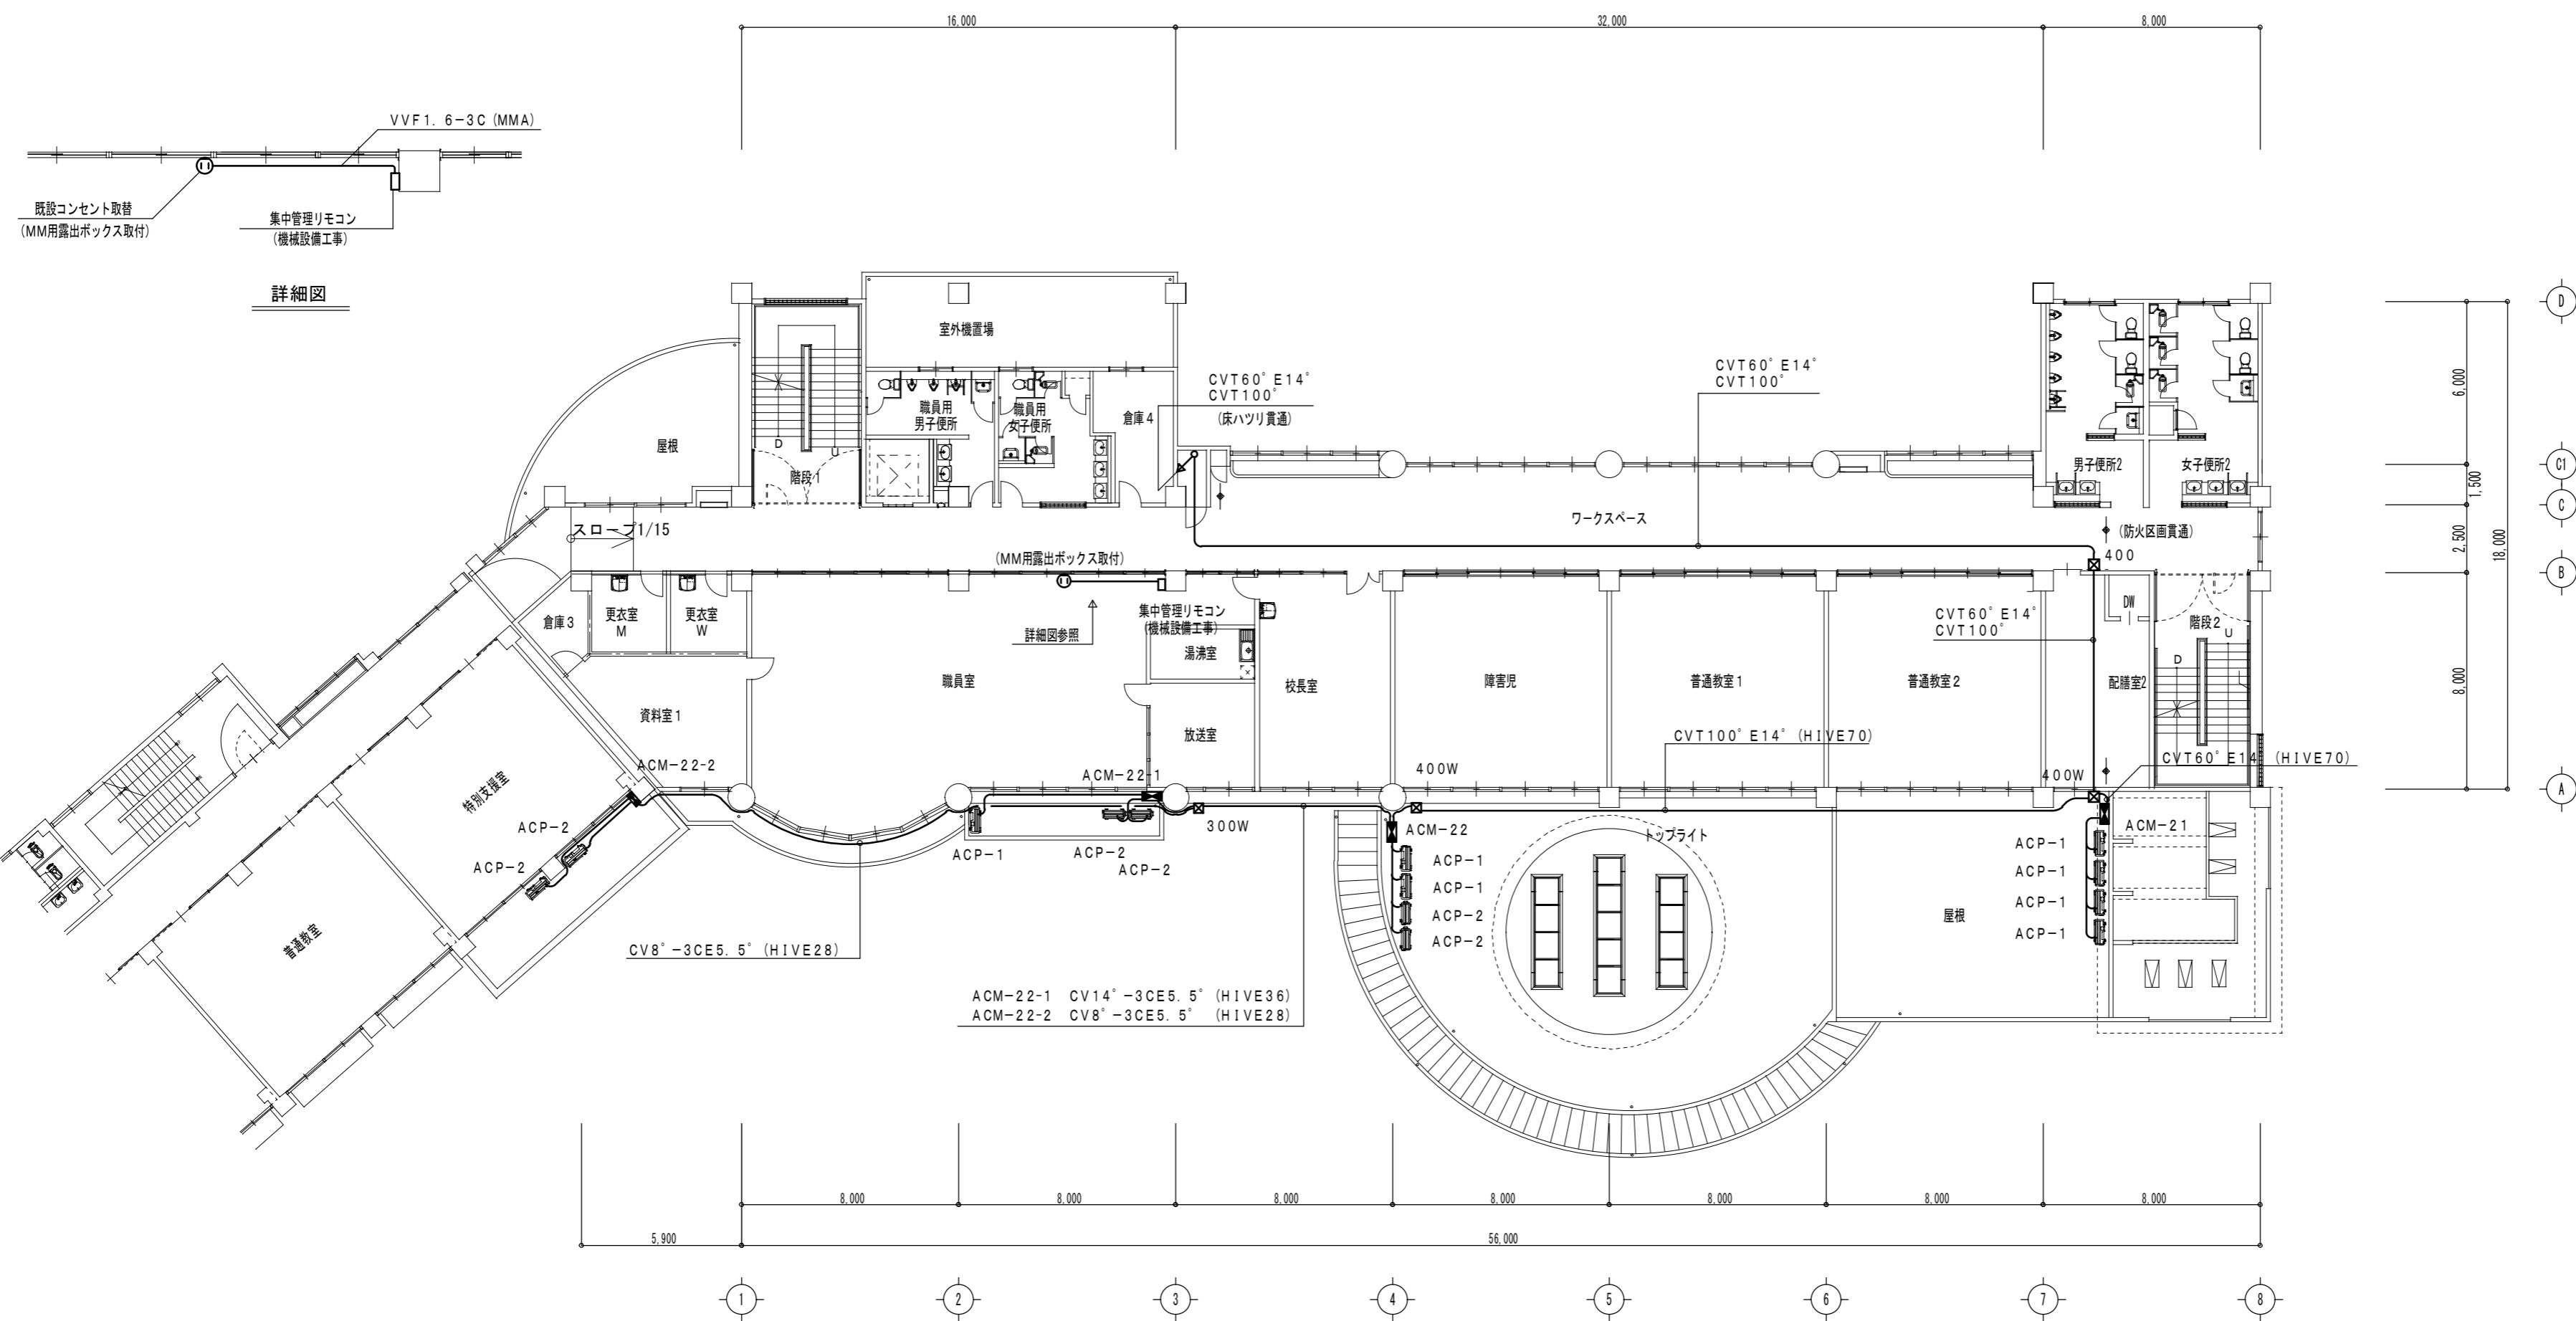 16,000
32,000
8,000
VVF1.6-3C (MMA)
既設コンセント取替
(MM用露出ボックス取付)
集中管理リモコン
(機械設備工事)
詳細図
D
室外機置場
CVT60°E14°
CVT100°
(床ハツリ貫通)
CVT60°E14°
CVT100°
6,000
職員用
男子便所
職員用
女子便所
倉庫4
屋根
D
U
階段1
男子便所2
女子便所2
C1
1,500
C
スロープ1/15
ワークスペース
(防火区画貫通)
2,500
18,000
(MM用露出ボックス取付)
400
B
倉庫3
更衣室
M
更衣室
W
詳細図参照
集中管理リモコン
(機械設備工事)
湯沸室
CVT60°E14°
CVT100°
DW
階段2
U
D
職員室
校長室
障害児
普通教室1
普通教室2
配膳室2
8,000
資料室1
放送室
CVT100°E14° (HIVE70)
CVT60°E14° (HIVE70)
ACM-22-2
ACM-22-1
400W
400W
A
特別支援室
ACP-2
300W
ACM-22
トップライト
ACM-21
ACP-1
ACP-2
ACP-2
ACP-2
ACP-1
ACP-1
ACP-2
ACP-2
ACP-1
ACP-1
ACP-1
ACP-1
屋根
普通教室
CV8°-3CE5.5° (HIVE28)
ACM-22-1 CV14°-3CE5.5° (HIVE36)
ACM-22-2 CV8°-3CE5.5° (HIVE28)
8,000
8,000
8,000
8,000
8,000
8,000
8,000
5,900
56,000
1
2
3
4
5
6
7
8